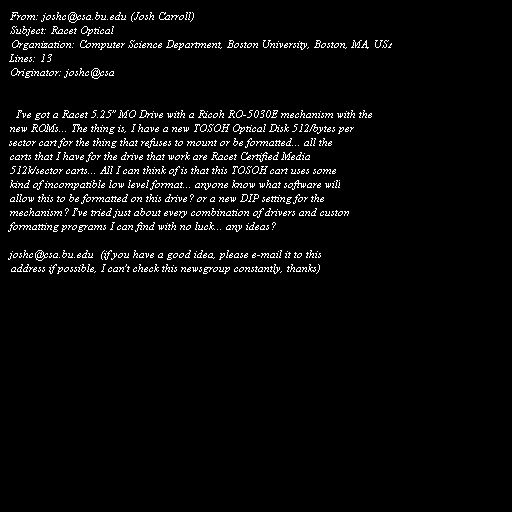 From: joshc@csa.bu.edu (Josh Carroll)
Subject: Racet Optical
Organization: Computer Science Department, Boston University, Boston, MA, USA
Lines: 13
Originator: joshc@csa
I've got a Racet 5.25" MO Drive with a Ricoh RO-5030E mechanism with the
new ROMs... The thing is, I have a new TOSOH Optical Disk 512/bytes per
sector cart for the thing that refuses to mount or be formatted... all the
carts that I have for the drive that work are Racet Certified Media
512k/sector carts... All I can think of is that this TOSOH cart uses some
kind of incompatible low level format... anyone know what software will
allow this to be formatted on this drive? or a new DIP setting for the
mechanism? I've tried just about every combination of drivers and custom
formatting programs I can find with no luck... any ideas?
joshc@csa.bu.edu (if you have a good idea, please e-mail it to this
address if possible, I can't check this newsgroup constantly, thanks)